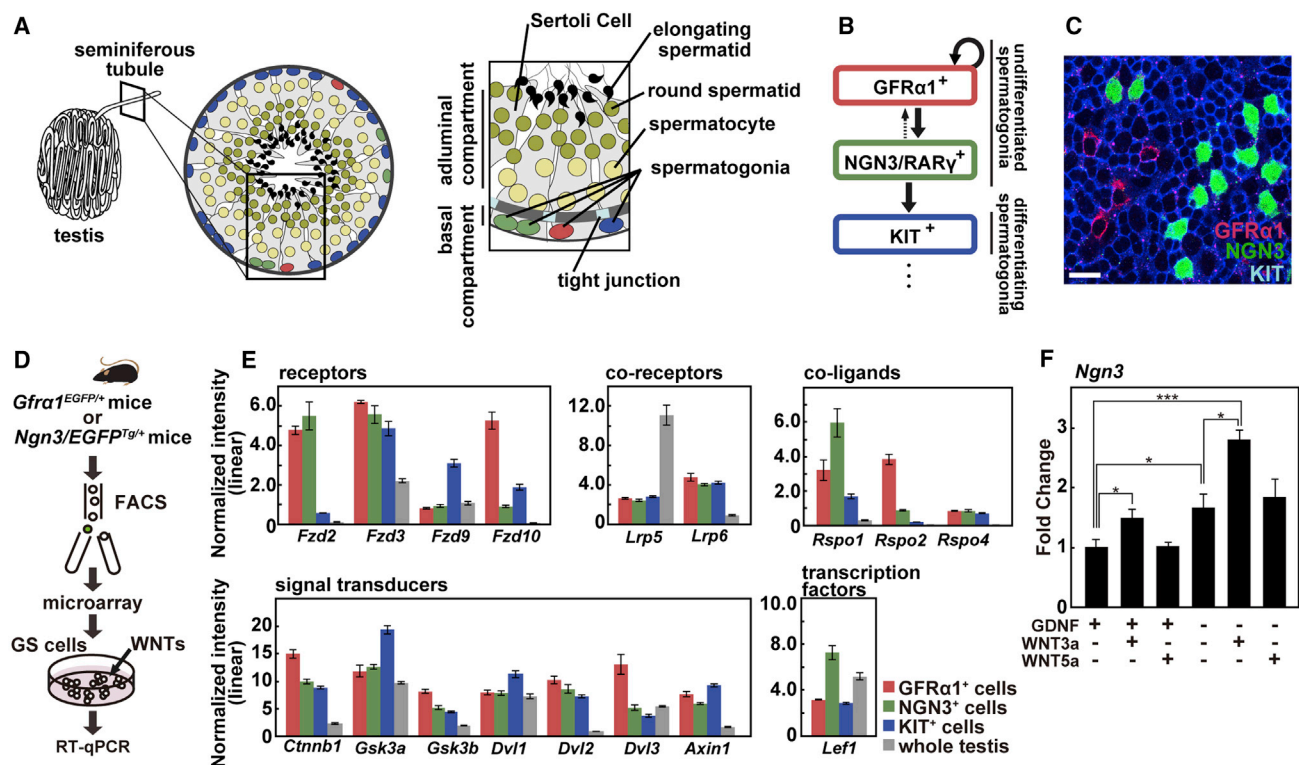 A
seminiferous
tubule
testis
Sertoli Cell
elongating
spermatid
round spermatid
spermatocyte
spermatogonia
tight junction
adluminal
compartment
basal
compartment
B
GFRα1+
NGN3/RARγ+
KIT +
undifferentiated
spermatogonia
differentiating
spermatogonia
C
GFRα1
NGN3
KIT
D
Gfrα1EGFP/+ mice
or
Ngn3/EGFPTg/+ mice
FACS
microarray
GS cells
WNTs
RT-qPCR
E
receptors
Normalized intensity
(linear)
6.0
4.0
2.0
0
Fzd2 Fzd3 Fzd9 Fzd10
co-receptors
12.0
8.0
4.0
0
Lrp5 Lrp6
co-ligands
6.0
4.0
2.0
0
Rspo1 Rspo2 Rspo4
signal transducers
Normalized intensity
(linear)
20
15
10
5
0
Ctnnb1 Gsk3a Gsk3b Dvl1 Dvl2 Dvl3 Axin1
transcription
factors
12.0
8.0
4.0
0
Lef1
GFRα1+ cells
NGN3+ cells
KIT+ cells
whole testis
F
Ngn3
Fold Change
3
2
1
0
***
*
*
*
GDNF + + + - - -
WNT3a - + - - + -
WNT5a - - + - - +